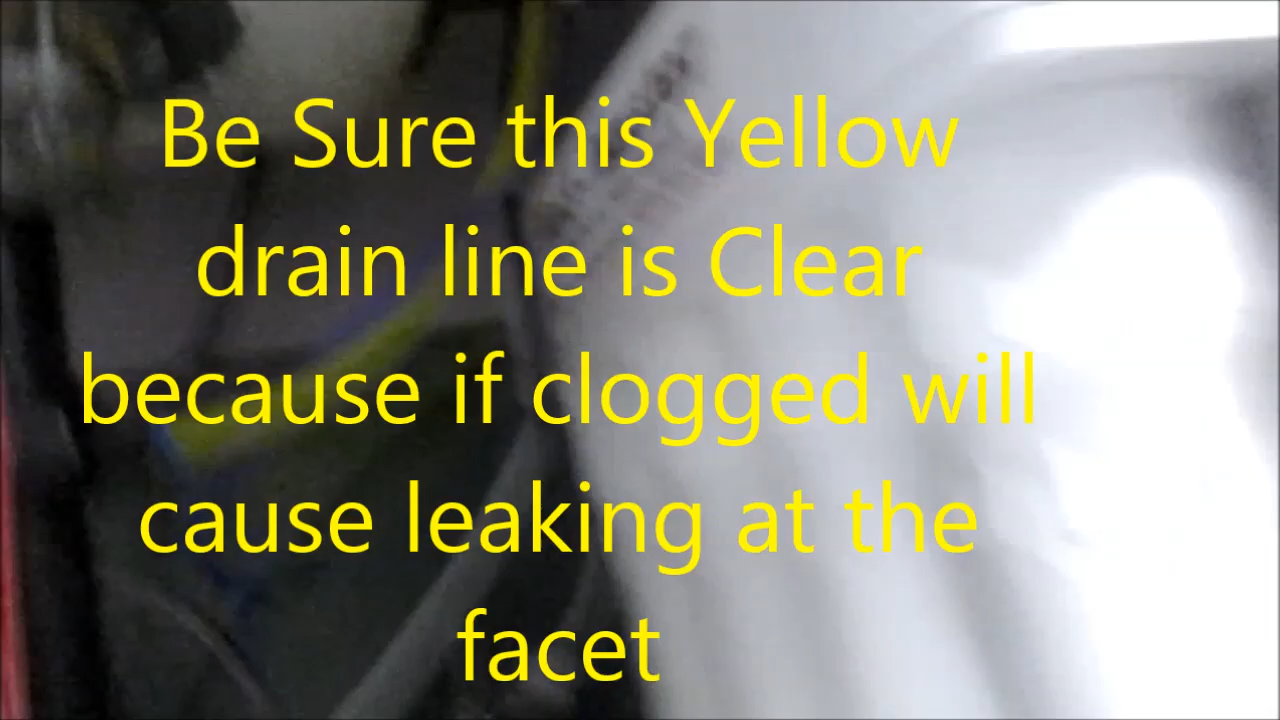 Be Sure this Yellow
drain line is Clear
because if clogged will
cause leaking at the
facet